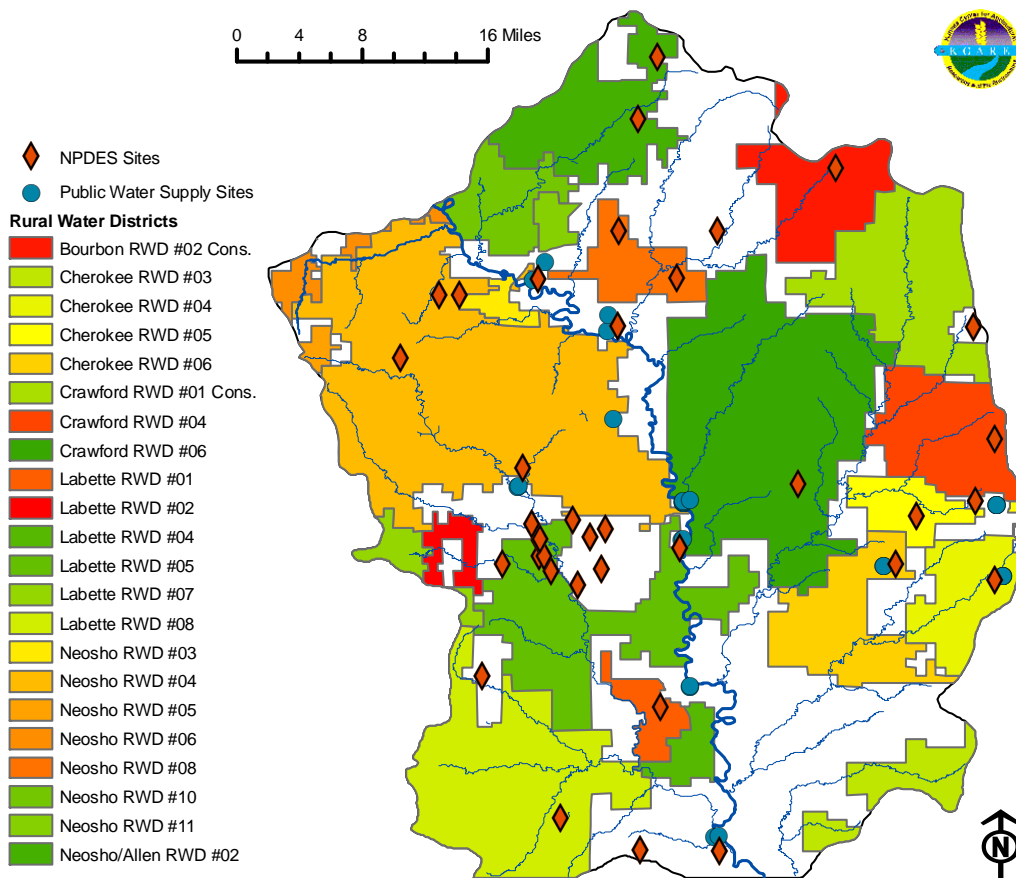 0 4 8 16 Miles
KCARE
NPDES Sites
Public Water Supply Sites
Rural Water Districts
Bourbon RWD #02 Cons.
Cherokee RWD #03
Cherokee RWD #04
Cherokee RWD #05
Cherokee RWD #06
Crawford RWD #01 Cons.
Crawford RWD #04
Crawford RWD #06
Labette RWD #01
Labette RWD #02
Labette RWD #04
Labette RWD #05
Labette RWD #07
Labette RWD #08
Neosho RWD #03
Neosho RWD #04
Neosho RWD #05
Neosho RWD #06
Neosho RWD #08
Neosho RWD #10
Neosho RWD #11
Neosho/Allen RWD #02
N